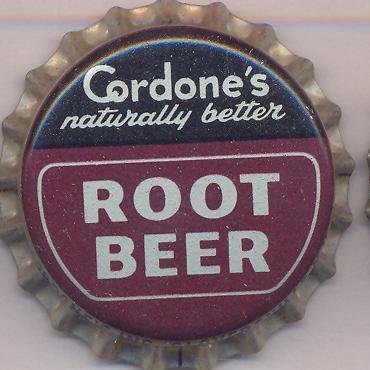 Cordone's
naturally better
ROOT
BEER